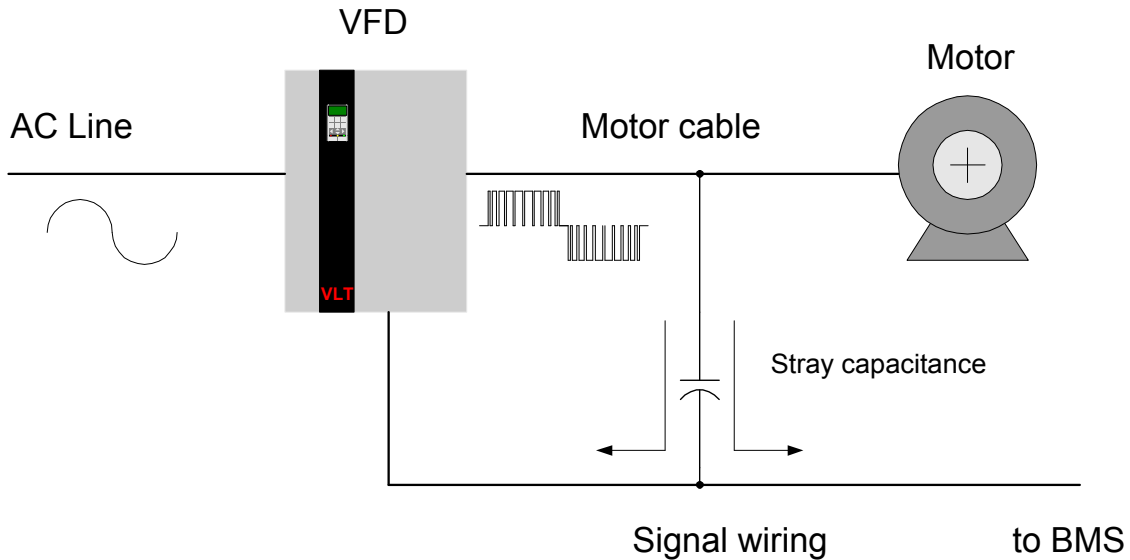 VFD
Motor
AC Line
Motor cable
VLT
Stray capacitance
Signal wiring
to BMS